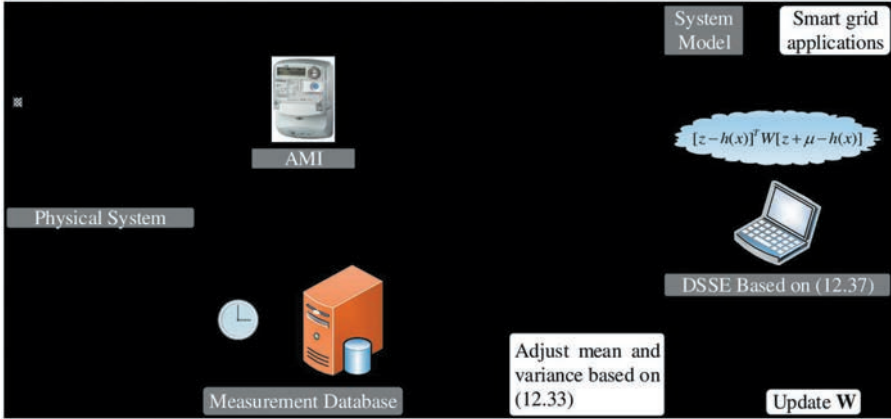 System
Model
Smart grid
applications
AMI
[z−h(x)]ᵀW[z+μ−h(x)]
Physical System
DSSE Based on (12.37)
Adjust mean and
variance based on
(12.33)
Measurement Database
Update W